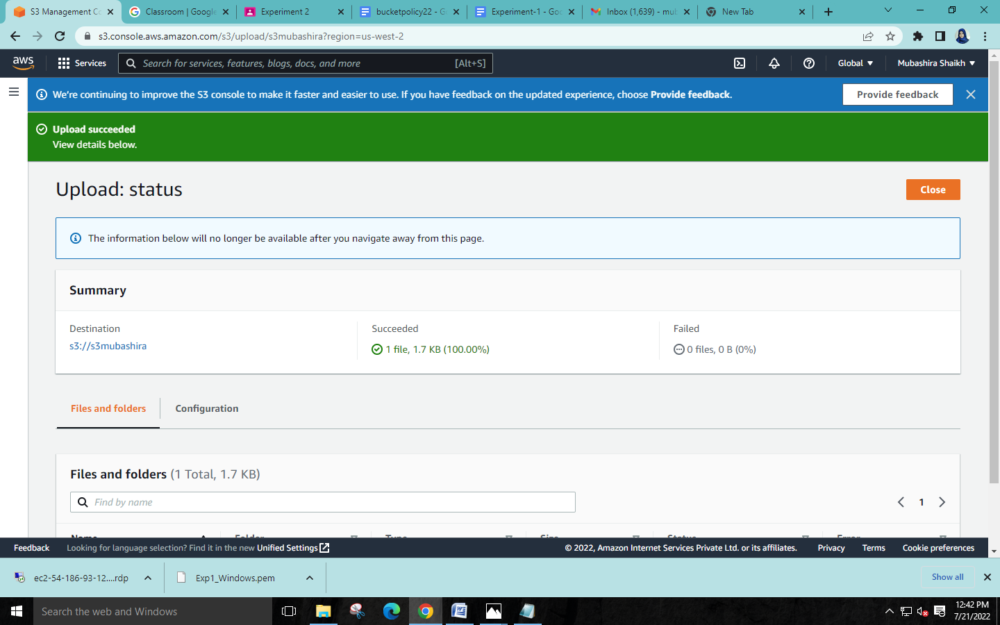 S3 Management Co
Classroom | Google
Experiment 2
bucketpolicy22 - G
Experiment-1 - Goo
Inbox (1,639) - mub
New Tab
s3.console.aws.amazon.com/s3/upload/s3mubashira?region=us-west-2
aws
Services
Search for services, features, blogs, docs, and more
[Alt+S]
Global
Mubashira Shaikh
We're continuing to improve the S3 console to make it faster and easier to use. If you have feedback on the updated experience, choose Provide feedback.
Provide feedback
Upload succeeded
View details below.
Upload: status
Close
The information below will no longer be available after you navigate away from this page.
Summary
Destination
s3://s3mubashira
Succeeded
1 file, 1.7 KB (100.00%)
Failed
0 files, 0 B (0%)
Files and folders
Configuration
Files and folders (1 Total, 1.7 KB)
Find by name
1
Name
Folder
Type
Size
Status
Error
Feedback
Looking for language selection? Find it in the new Unified Settings
© 2022, Amazon Internet Services Private Ltd. or its affiliates.
Privacy
Terms
Cookie preferences
ec2-54-186-93-12....rdp
Exp1_Windows.pem
Show all
Search the web and Windows
12:42 PM
7/21/2022